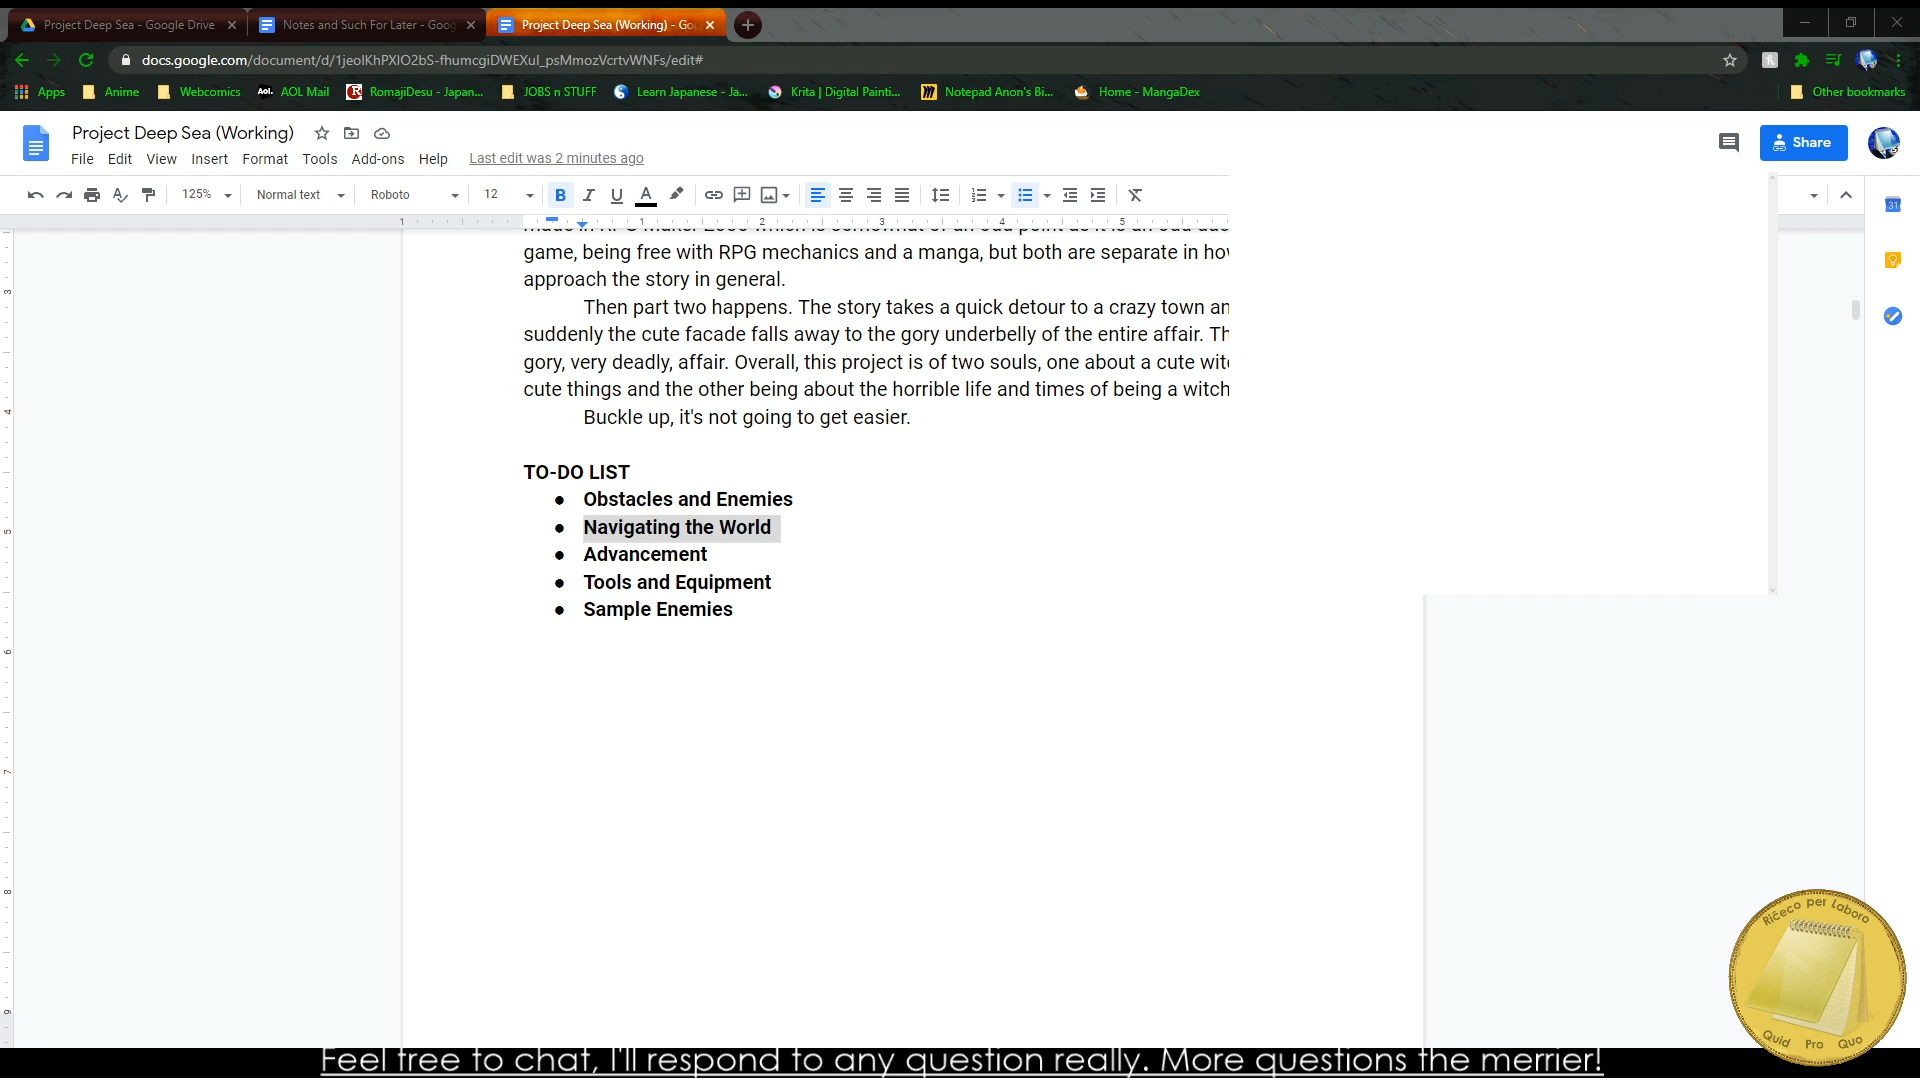 Project Deep Sea - Google Drive
Notes and Such For Later - Goog
Project Deep Sea (Working) - Go
docs.google.com/document/d/1jeolKhPXIO2bS-fhumcgiDWEXul_psMmozVcrtvWNFs/edit#
Apps Anime Webcomics AOL Mail RomajiDesu - Japan... JOBS n STUFF Learn Japanese - Ja... Krita | Digital Painti... Notepad Anon's Bi... Home - MangaDex Other bookmarks
Project Deep Sea (Working)
File Edit View Insert Format Tools Add-ons Help Last edit was 2 minutes ago
Share
125% Normal text Roboto 12
game, being free with RPG mechanics and a manga, but both are separate in how
approach the story in general.
Then part two happens. The story takes a quick detour to a crazy town an
suddenly the cute facade falls away to the gory underbelly of the entire affair. Th
gory, very deadly, affair. Overall, this project is of two souls, one about a cute wit
cute things and the other being about the horrible life and times of being a witch
Buckle up, it's not going to get easier.
TO-DO LIST
Obstacles and Enemies
Navigating the World
Advancement
Tools and Equipment
Sample Enemies
Riceco per Laboro
Quid Pro Quo
Feel free to chat, I'll respond to any question really. More questions the merrier!